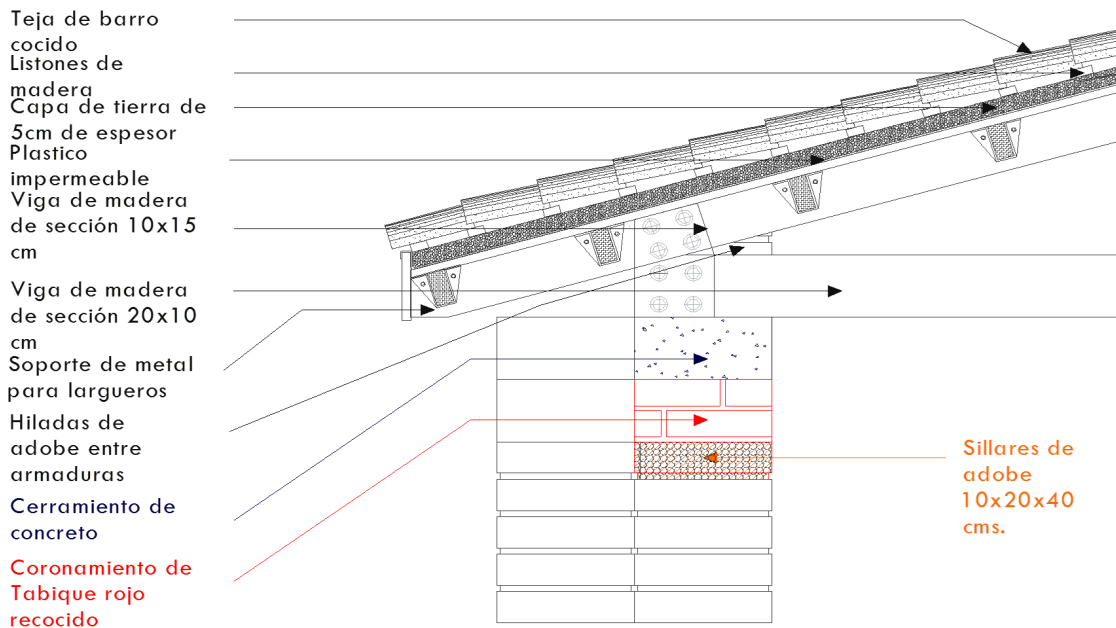 Teja de barro
cocido
Listones de
madera
Capa de tierra de
5cm de espesor
Plastico
impermeable
Viga de madera
de sección 10x15
cm
Viga de madera
de sección 20x10
cm
Soporte de metal
para largueros
Hiladas de
adobe entre
armaduras
Cerramiento de
concreto
Coronamiento de
Tabique rojo
recocido
Sillares de
adobe
10x20x40
cms.